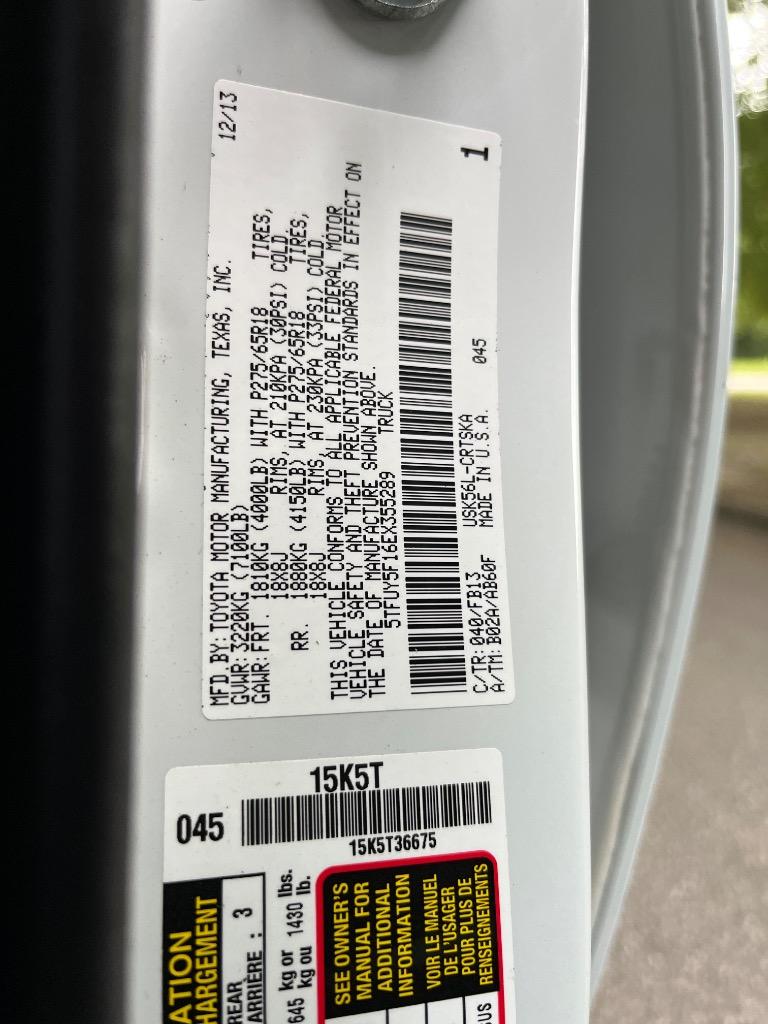 12/13
MFD.BY:TOYOTA MOTOR MANUFACTURING, TEXAS, INC.
GVWR:3220KG (7100LB)
GAWR:FRT. 1810KG (4000LB) WITH P275/65R18 TIRES,
18X8J RIMS, AT 210KPA (30PSI) COLD
RR. 1880KG (4150LB) WITH P275/65R18 TIRES,
18X8J RIMS, AT 230KPA (33PSI) COLD
THIS VEHICLE CONFORMS TO ALL APPLICABLE FEDERAL MOTOR
VEHICLE SAFETY AND THEFT PREVENTION STANDARDS IN EFFECT ON
THE DATE OF MANUFACTURE SHOWN ABOVE.
5TFUY5F16EX355289 TRUCK
1
C/TR:040/FB13 USK56L-CRTSKA 045
A/TM:B02A/AB60F MADE IN U.S.A.
15K5T
045
15K5T36675
ATION
HARGEMENT
REAR
ARRIÈRE : 3
645 kg or 1430 lbs.
kg ou lb.
SEE OWNER'S
MANUAL FOR
ADDITIONAL
INFORMATION
VOIR LE MANUEL
DE L'USAGER
POUR PLUS DE
RENSEIGNEMENTS